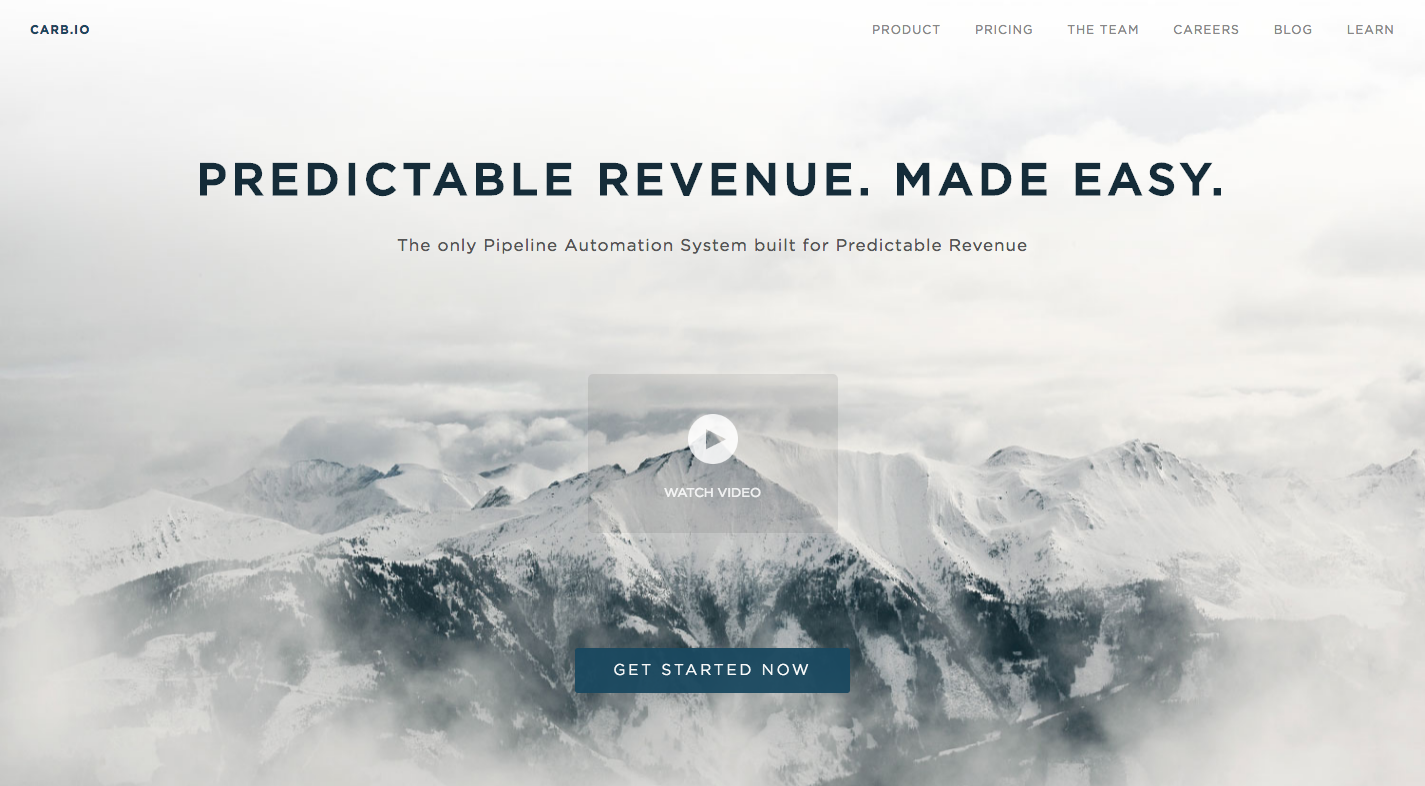 CARB.IO
PRODUCT PRICING THE TEAM CAREERS BLOG LEARN
PREDICTABLE REVENUE. MADE EASY.
The only Pipeline Automation System built for Predictable Revenue
WATCH VIDEO
GET STARTED NOW